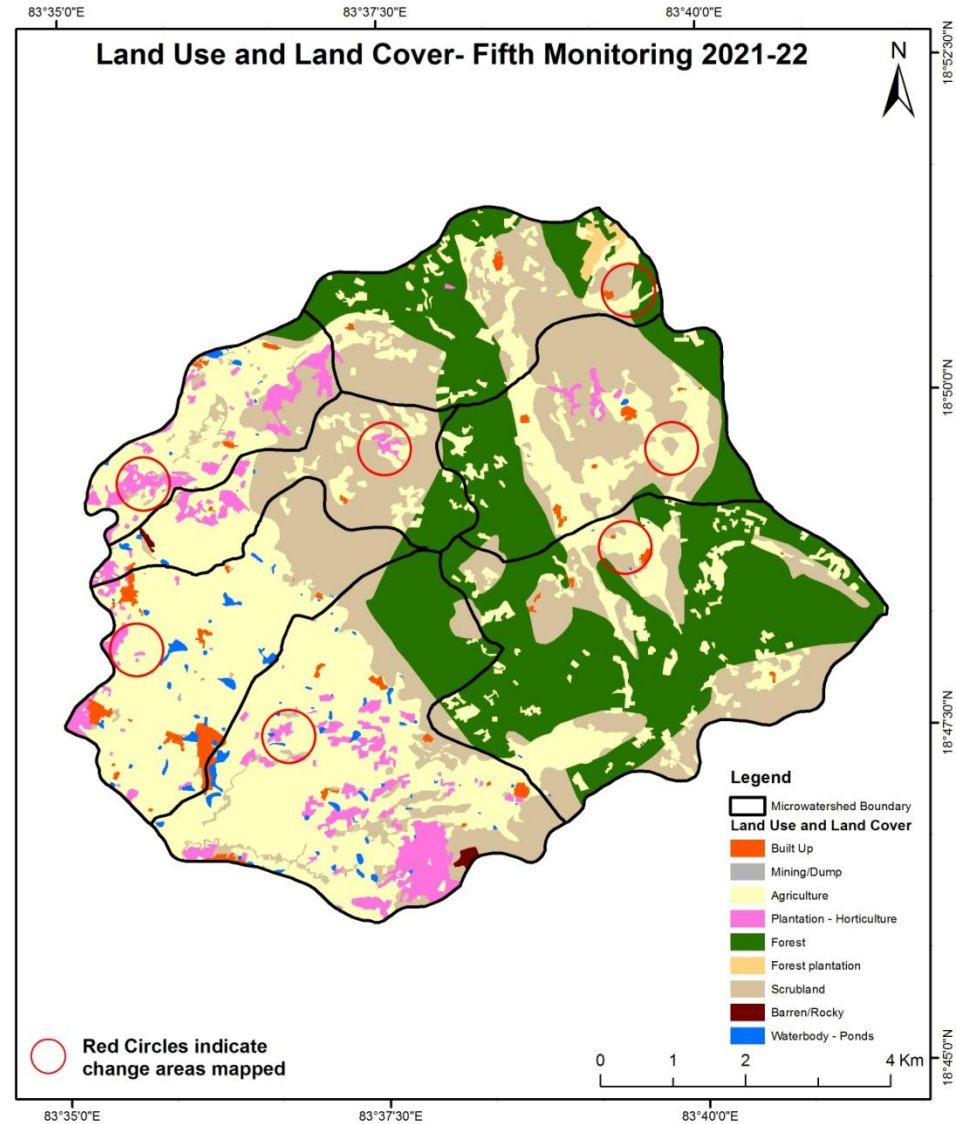 83°35'0"E 83°37'30"E 83°40'0"E
Land Use and Land Cover- Fifth Monitoring 2021-22
N
18°52'30"N
18°50'0"N
18°47'30"N
Legend
Microwatershed Boundary
Land Use and Land Cover
Built Up
Mining/Dump
Agriculture
Plantation - Horticulture
Forest
Forest plantation
Scrubland
Barren/Rocky
Waterbody - Ponds
Red Circles indicate
change areas mapped
0 1 2 4 Km
18°45'0"N
83°35'0"E 83°37'30"E 83°40'0"E